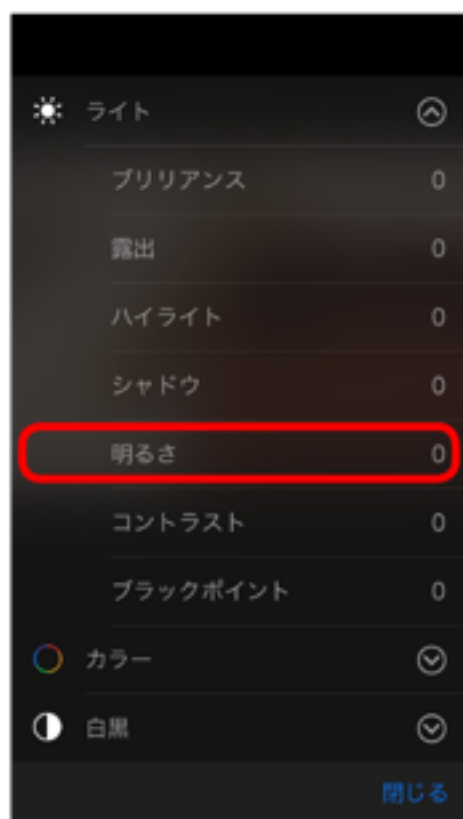 ライト
ブリリアンス 0
露出 0
ハイライト 0
シャドウ 0
明るさ 0
コントラスト 0
ブラックポイント 0
カラー
白黒
閉じる